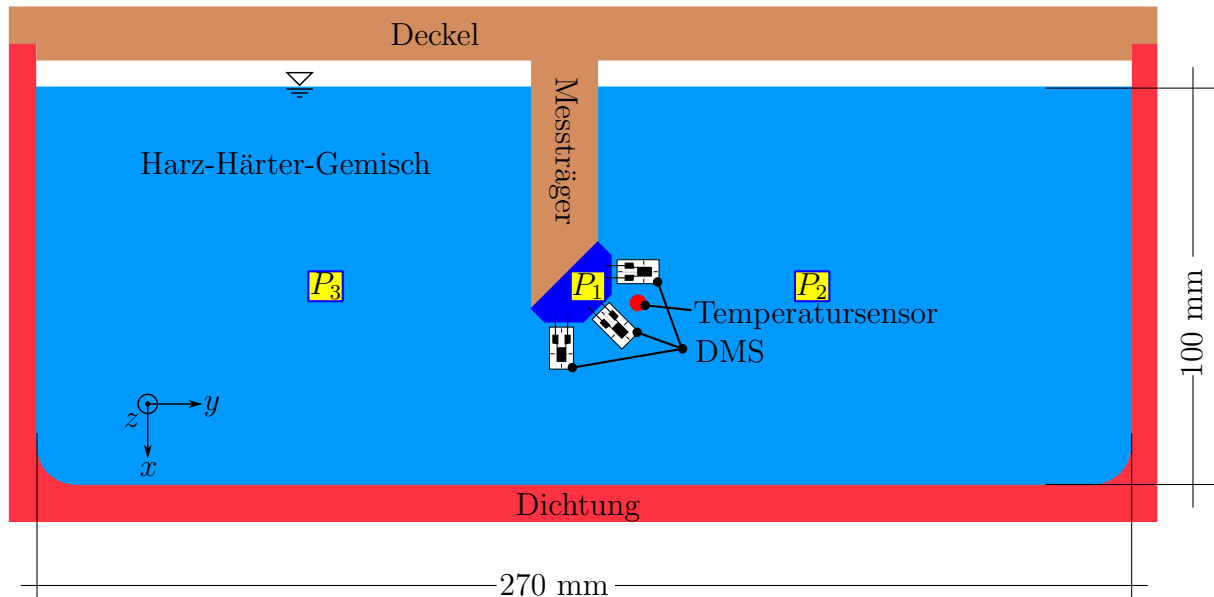 Deckel
Messträger
Harz-Härter-Gemisch
P3
P1
P2
Temperatursensor
DMS
100 mm
z
y
x
Dichtung
270 mm